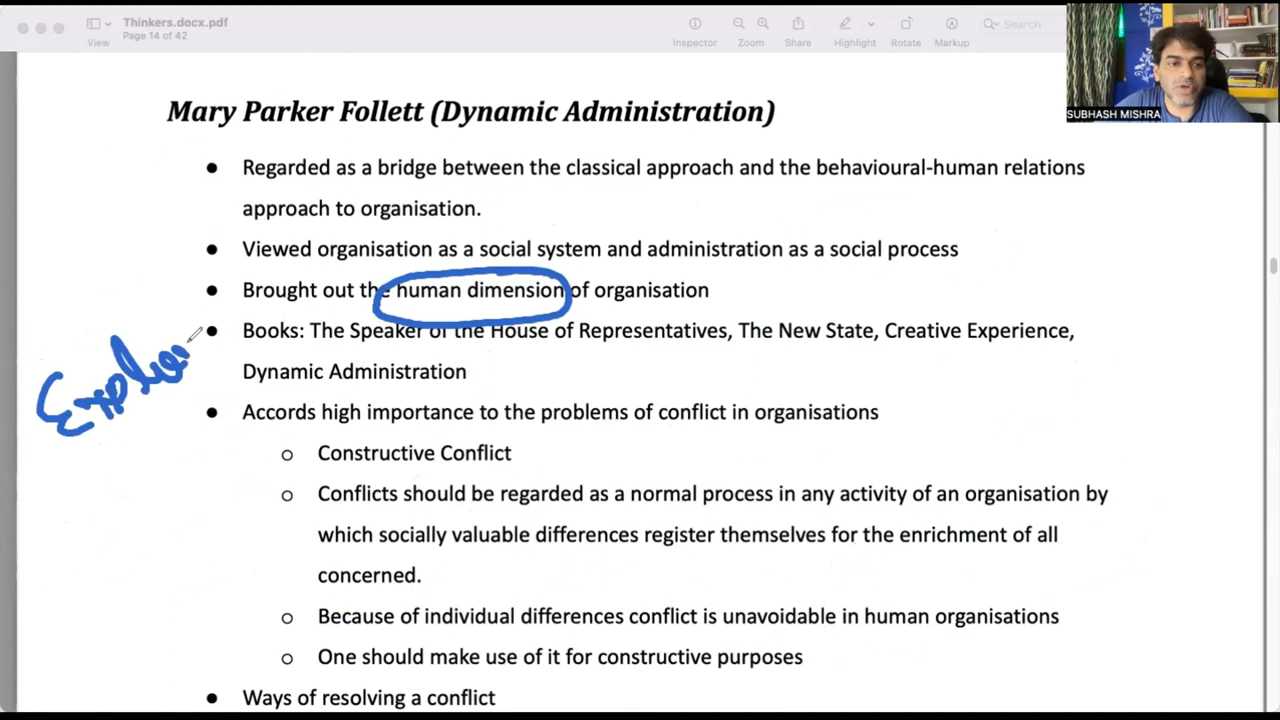 Thinkers.docx.pdf
Page 14 of 42
View
Inspector
Zoom
Share
Highlight
Rotate
Markup
Search
SUBHASH MISHRA
Mary Parker Follett (Dynamic Administration)
● Regarded as a bridge between the classical approach and the behavioural-human relations
approach to organisation.
● Viewed organisation as a social system and administration as a social process
● Brought out the human dimension of organisation
● Books: The Speaker of the House of Representatives, The New State, Creative Experience,
Dynamic Administration
● Accords high importance to the problems of conflict in organisations
o Constructive Conflict
o Conflicts should be regarded as a normal process in any activity of an organisation by
which socially valuable differences register themselves for the enrichment of all
concerned.
o Because of individual differences conflict is unavoidable in human organisations
o One should make use of it for constructive purposes
● Ways of resolving a conflict